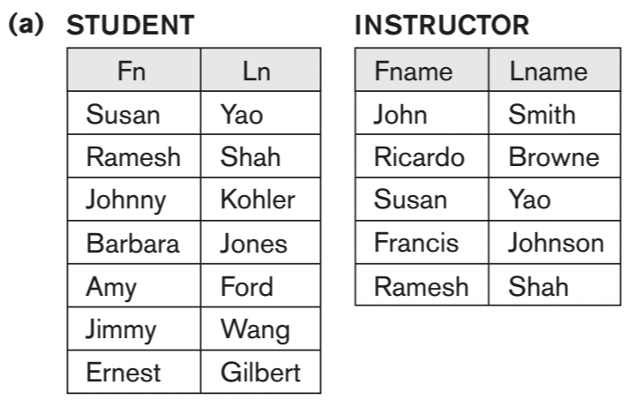 (a) STUDENT
Fn Ln
Susan Yao
Ramesh Shah
Johnny Kohler
Barbara Jones
Amy Ford
Jimmy Wang
Ernest Gilbert
INSTRUCTOR
Fname Lname
John Smith
Ricardo Browne
Susan Yao
Francis Johnson
Ramesh Shah